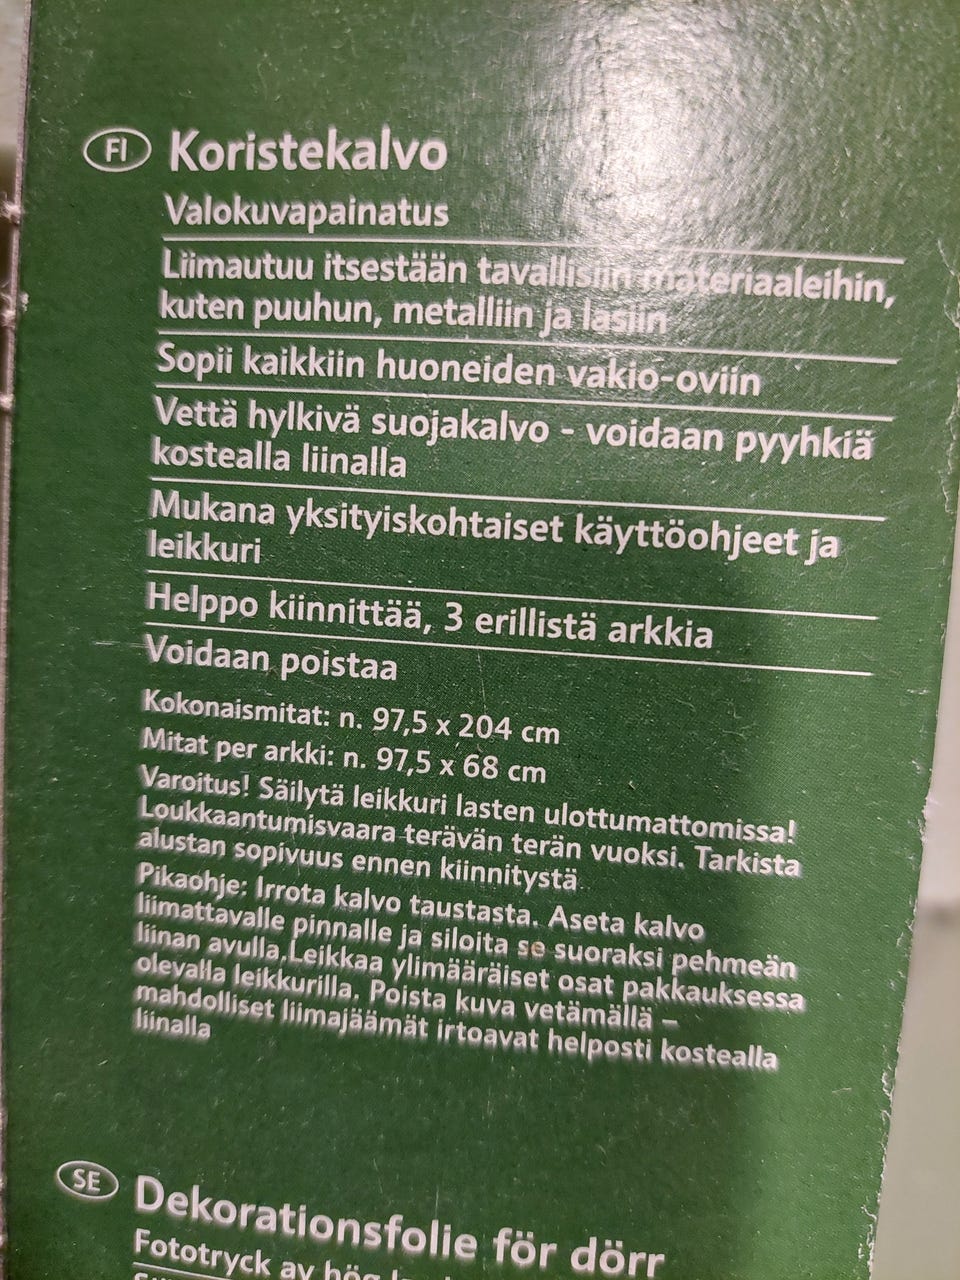 FI Koristekalvo
Valokuvapainatus
Liimautuu itsestään tavallisiin materiaaleihin,
kuten puuhun, metalliin ja lasiin
Sopii kaikkiin huoneiden vakio-oviin
Vettä hylkivä suojakalvo - voidaan pyyhkiä
kostealla liinalla
Mukana yksityiskohtaiset käyttöohjeet ja
leikkuri
Helppo kiinnittää, 3 erillistä arkkia
Voidaan poistaa
Kokonaismitat: n. 97,5 x 204 cm
Mitat per arkki: n. 97,5 x 68 cm
Varoitus! Säilytä leikkuri lasten ulottumattomissa!
Loukkaantumisvaara terävän terän vuoksi. Tarkista
alustan sopivuus ennen kiinnitystä
Pikaohje: Irrota kalvo taustasta. Aseta kalvo
liimattavalle pinnalle ja siloita se suoraksi pehmeän
liinan avulla.Leikkaa ylimääräiset osat pakkauksessa
olevalla leikkurilla. Poista kuva vetämällä –
mahdolliset liimajäämät irtoavat helposti kostealla
liinalla
SE Dekorationsfolie för dörr
Fototryck av hög